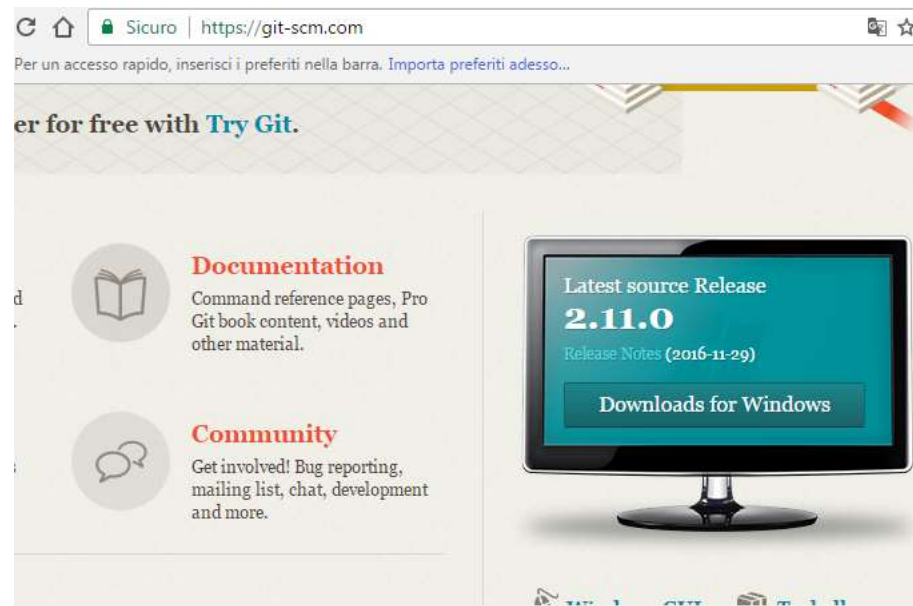 Sicuro | https://git-scm.com
Per un accesso rapido, inserisci i preferiti nella barra. Importa preferiti adesso...
er for free with Try Git.
d
.
Documentation
Command reference pages, Pro
Git book content, videos and
other material.
s
Community
Get involved! Bug reporting,
mailing list, chat, development
and more.
Latest source Release
2.11.0
Release Notes (2016-11-29)
Downloads for Windows